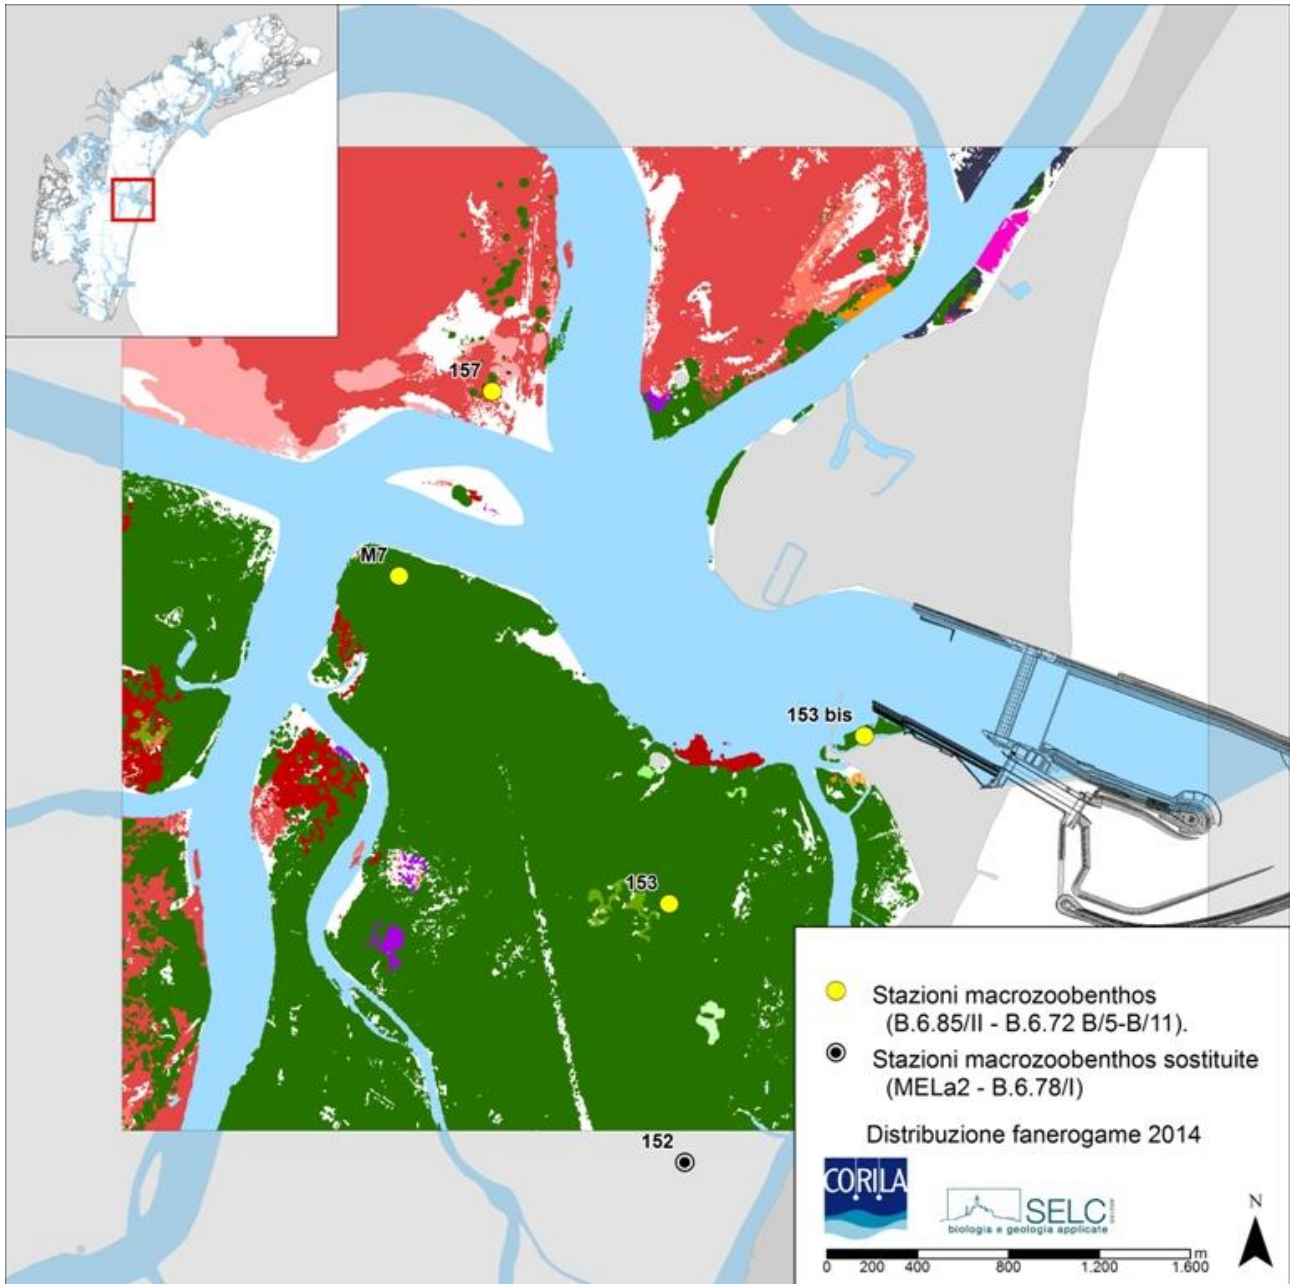 157
M7
153 bis
153
152
Stazioni macrozoobenthos
(B.6.85/II - B.6.72 B/5-B/11).
Stazioni macrozoobenthos sostituite
(MELa2 - B.6.78/I)
Distribuzione fanerogame 2014
CORILA
SELC
biologia e geologia applicate
N
0 200 400 800 1.200 1.600 m